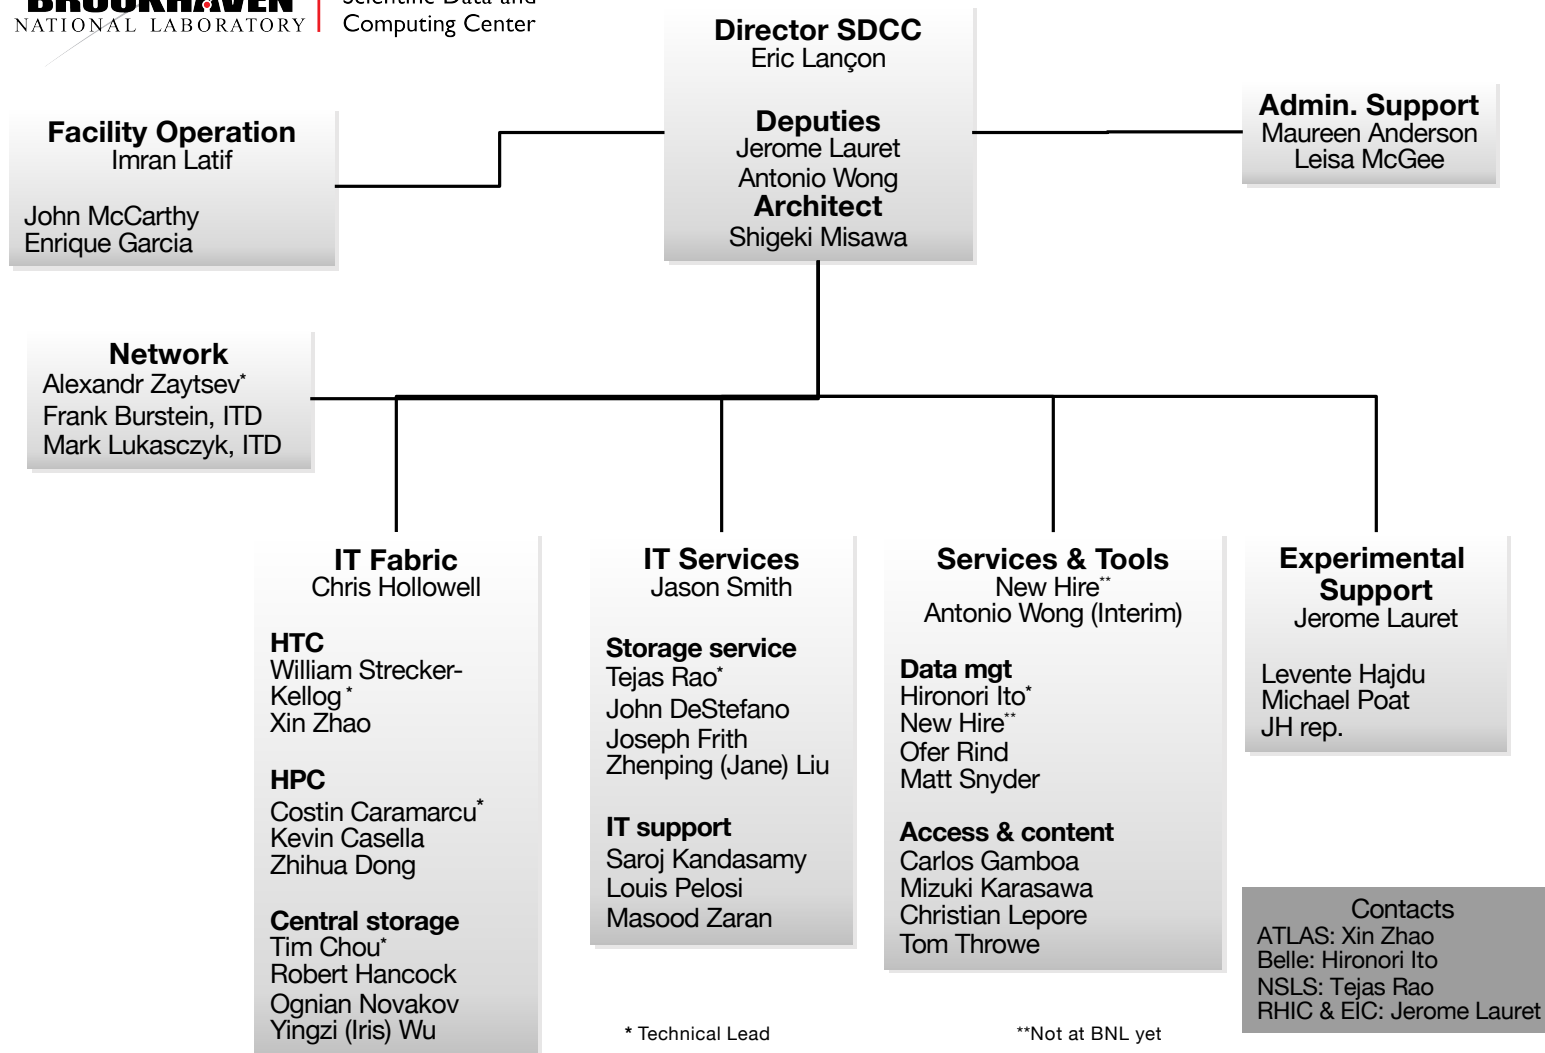 BROOKHAVEN
NATIONAL LABORATORY
Scientific Data and
Computing Center
Director SDCC
Eric Lançon
Deputies
Jerome Lauret
Antonio Wong
Architect
Shigeki Misawa
Admin. Support
Maureen Anderson
Leisa McGee
Facility Operation
Imran Latif
John McCarthy
Enrique Garcia
Network
Alexandr Zaytsev*
Frank Burstein, ITD
Mark Lukasczyk, ITD
IT Fabric
Chris Hollowell
HTC
William Strecker-
Kellog *
Xin Zhao
HPC
Costin Caramarcu*
Kevin Casella
Zhihua Dong
Central storage
Tim Chou*
Robert Hancock
Ognian Novakov
Yingzi (Iris) Wu
IT Services
Jason Smith
Storage service
Tejas Rao*
John DeStefano
Joseph Frith
Zhenping (Jane) Liu
IT support
Saroj Kandasamy
Louis Pelosi
Masood Zaran
Services & Tools
New Hire**
Antonio Wong (Interim)
Data mgt
Hironori Ito*
New Hire**
Ofer Rind
Matt Snyder
Access & content
Carlos Gamboa
Mizuki Karasawa
Christian Lepore
Tom Throwe
Experimental
Support
Jerome Lauret
Levente Hajdu
Michael Poat
JH rep.
Contacts
ATLAS: Xin Zhao
Belle: Hironori Ito
NSLS: Tejas Rao
RHIC & EIC: Jerome Lauret
* Technical Lead
**Not at BNL yet